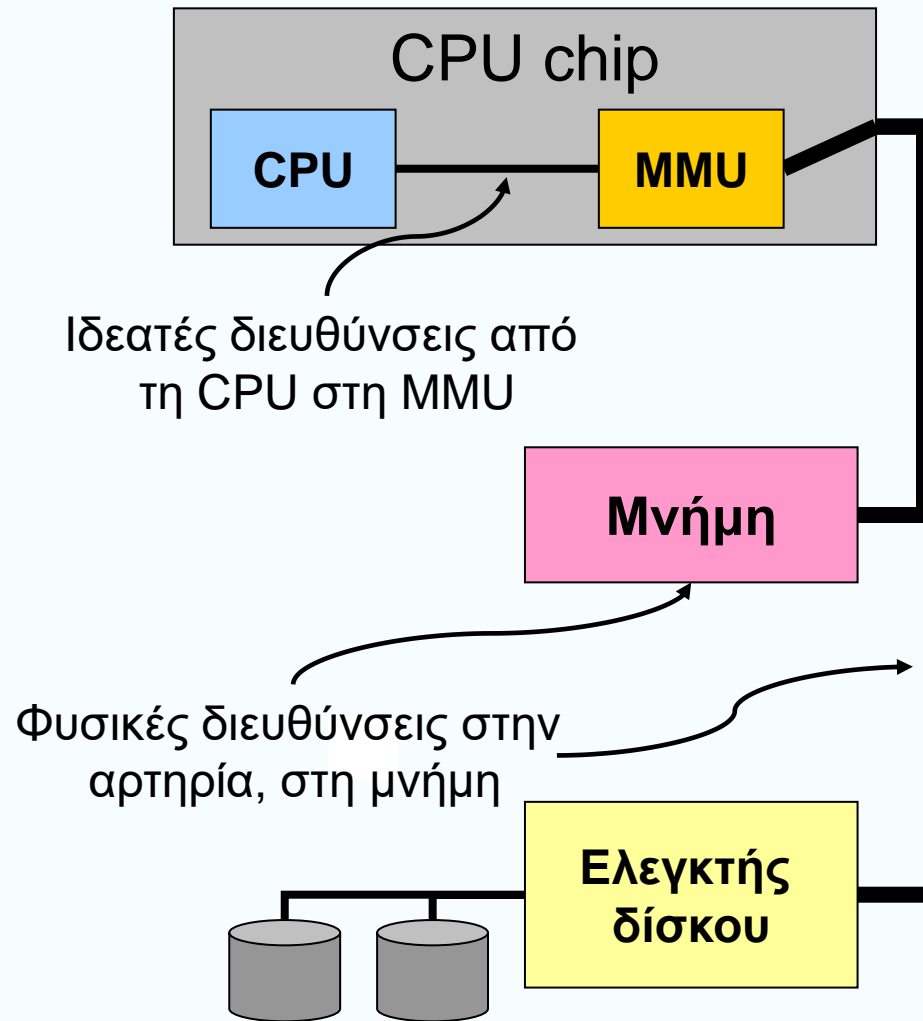 CPU chip
CPU
MMU
Ιδεατές διευθύνσεις από
τη CPU στη MMU
Μνήμη
Φυσικές διευθύνσεις στην
αρτηρία, στη μνήμη
Ελεγκτής
δίσκου